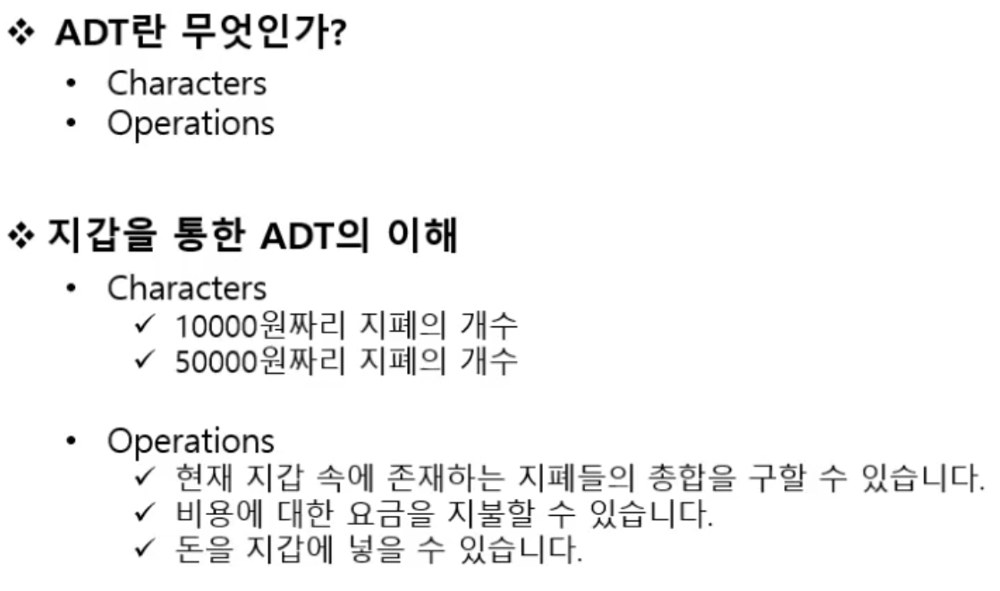 ❖ ADT란 무엇인가?
• Characters
• Operations
❖ 지갑을 통한 ADT의 이해
• Characters
✓ 10000원짜리 지폐의 개수
✓ 50000원짜리 지폐의 개수
• Operations
✓ 현재 지갑 속에 존재하는 지폐들의 총합을 구할 수 있습니다.
✓ 비용에 대한 요금을 지불할 수 있습니다.
✓ 돈을 지갑에 넣을 수 있습니다.